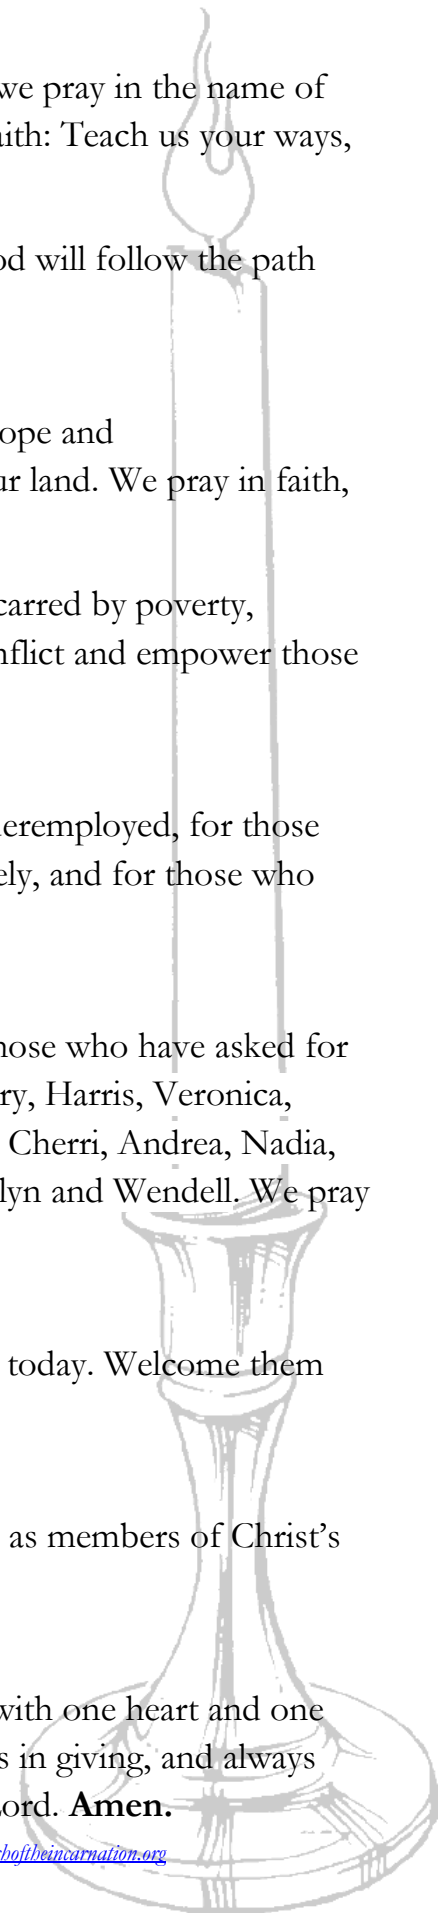 we pray in the name of
aith: Teach us your ways,
od will follow the path
ope and
ur land. We pray in faith,
carred by poverty,
nflict and empower those
deremployed, for those
ely, and for those who
hose who have asked for
ry, Harris, Veronica,
Cherri, Andrea, Nadia,
lyn and Wendell. We pray
today. Welcome them
as members of Christ’s
with one heart and one
s in giving, and always
Lord. Amen.
hoftheincarnation.org